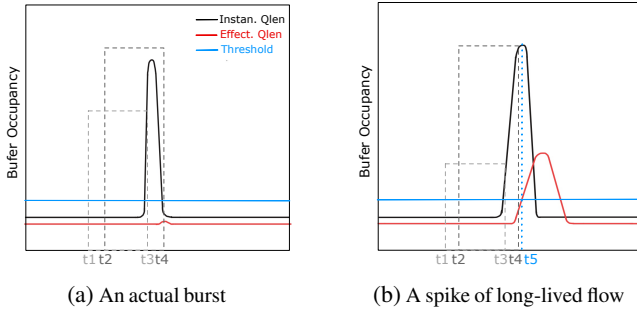 Instan. Qlen
Effect. Qlen
Threshold
Bufer Occupancy
t1 t2 t3 t4
(a) An actual burst
Bufer Occupancy
t1 t2 t3 t4 t5
(b) A spike of long-lived flow